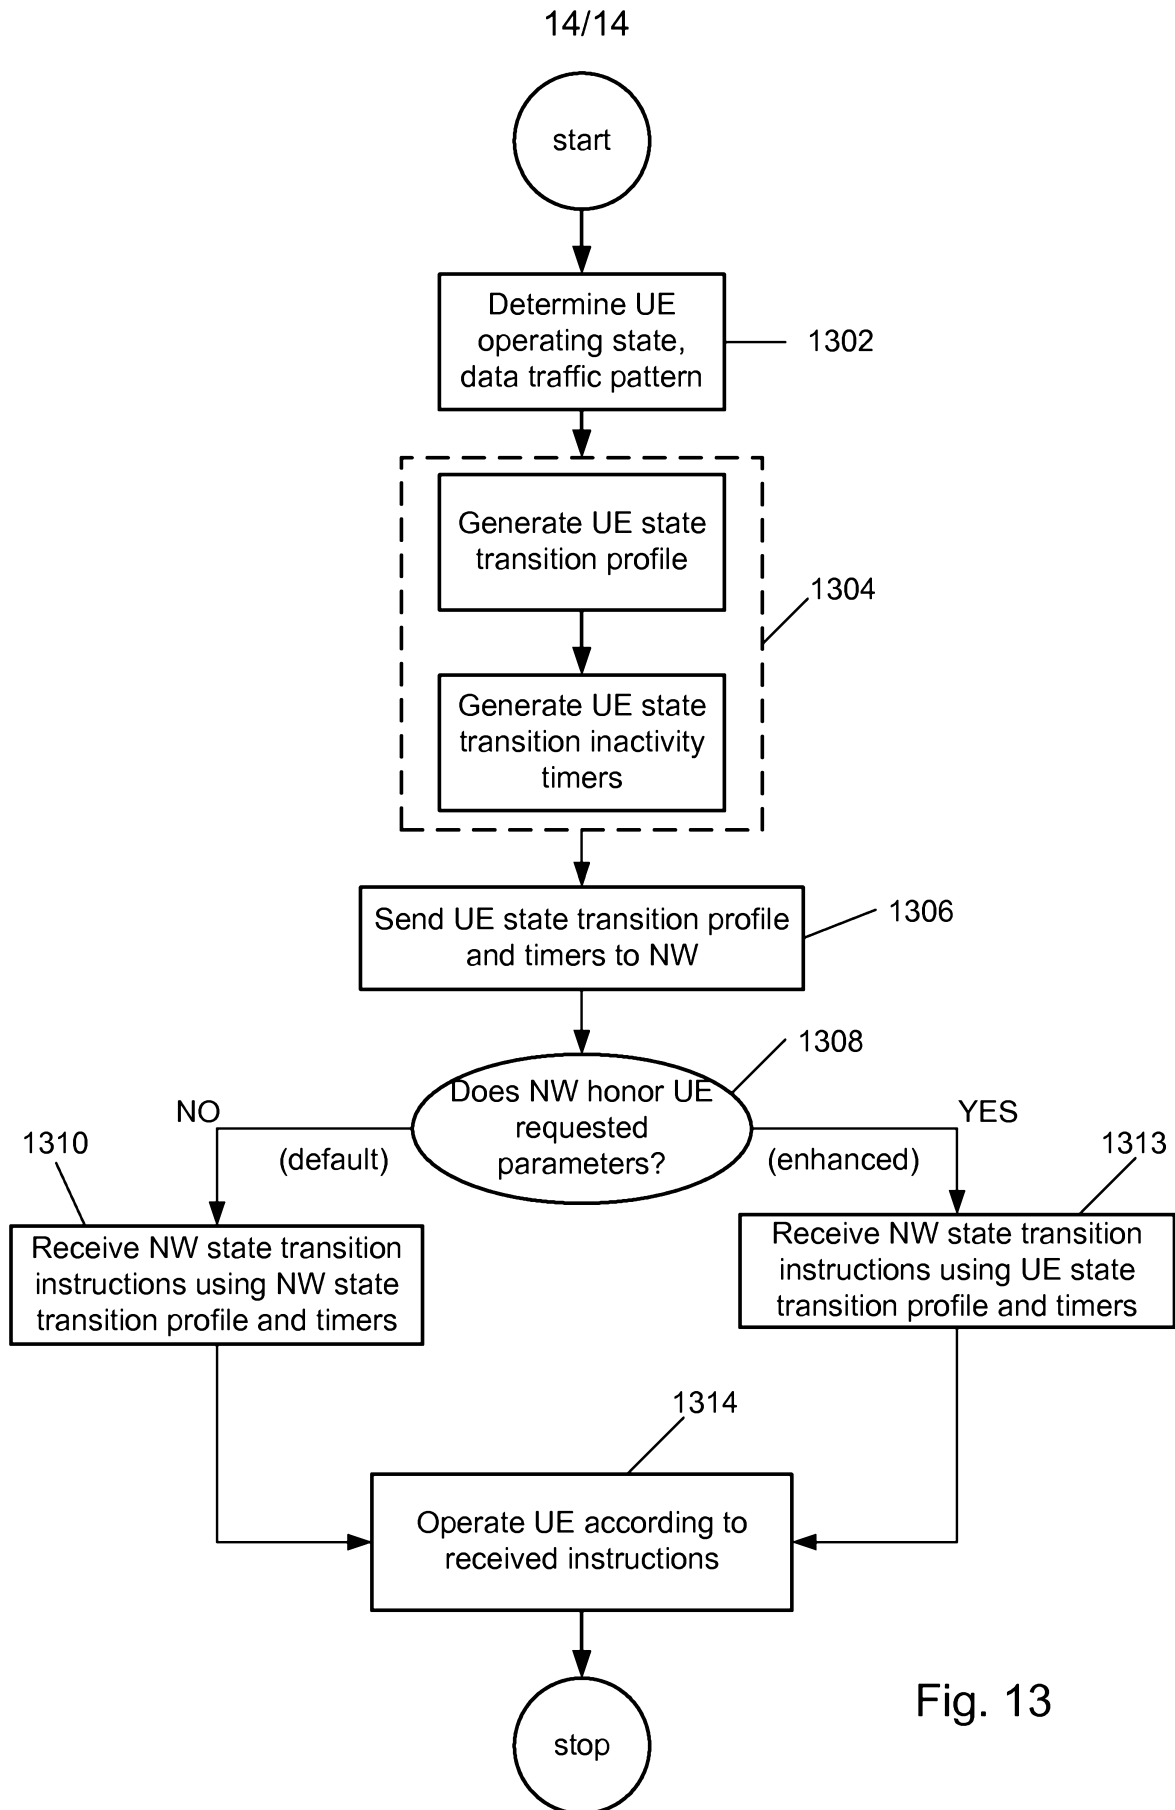 14/14
start
Determine UE
operating state,
data traffic pattern
1302
Generate UE state
transition profile
1304
Generate UE state
transition inactivity
timers
Send UE state transition profile
and timers to NW
1306
1308
Does NW honor UE
requested
parameters?
NO
(default)
YES
(enhanced)
1310
1313
Receive NW state transition
instructions using NW state
transition profile and timers
Receive NW state transition
instructions using UE state
transition profile and timers
1314
Operate UE according to
received instructions
stop
Fig. 13